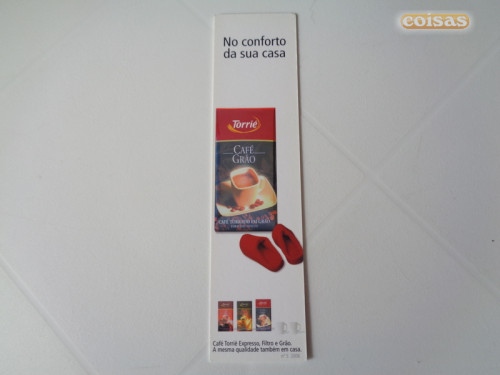 coisas
No conforto
da sua casa
Torrié
CAFÉ
GRÃO
Café Torrié Expresso, Filtro e Grão.
A mesma qualidade também em casa.